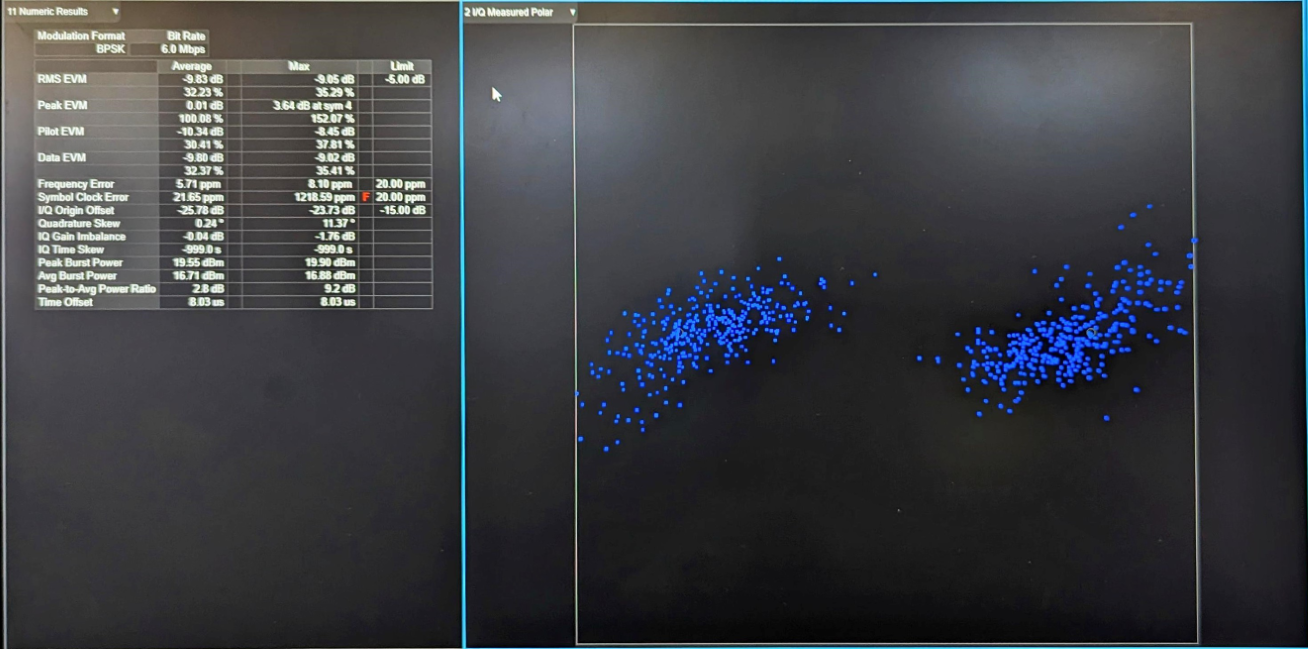 11 Numeric Results
2 I/Q Measured Polar
Modulation Format Bit Rate
BPSK 6.0 Mbps
Average Max Limit
RMS EVM -9.83 dB -9.05 dB -5.00 dB
32.23 % 35.29 %
Peak EVM 0.01 dB 3.64 dB at sym 4
100.08 % 152.07 %
Pilot EVM -10.34 dB -8.45 dB
30.41 % 37.81 %
Data EVM -9.80 dB -9.02 dB
32.37 % 35.41 %
Frequency Error 5.71 ppm 8.10 ppm 20.00 ppm
Symbol Clock Error 21.65 ppm 1218.59 ppm F 20.00 ppm
I/Q Origin Offset -25.78 dB -23.73 dB -15.00 dB
Quadrature Skew 0.24 ° 11.37 °
IQ Gain Imbalance -0.04 dB -1.76 dB
IQ Time Skew -999.0 s -999.0 s
Peak Burst Power 19.55 dBm 19.90 dBm
Avg Burst Power 16.71 dBm 16.88 dBm
Peak-to-Avg Power Ratio 2.8 dB 9.2 dB
Time Offset 8.03 us 8.03 us